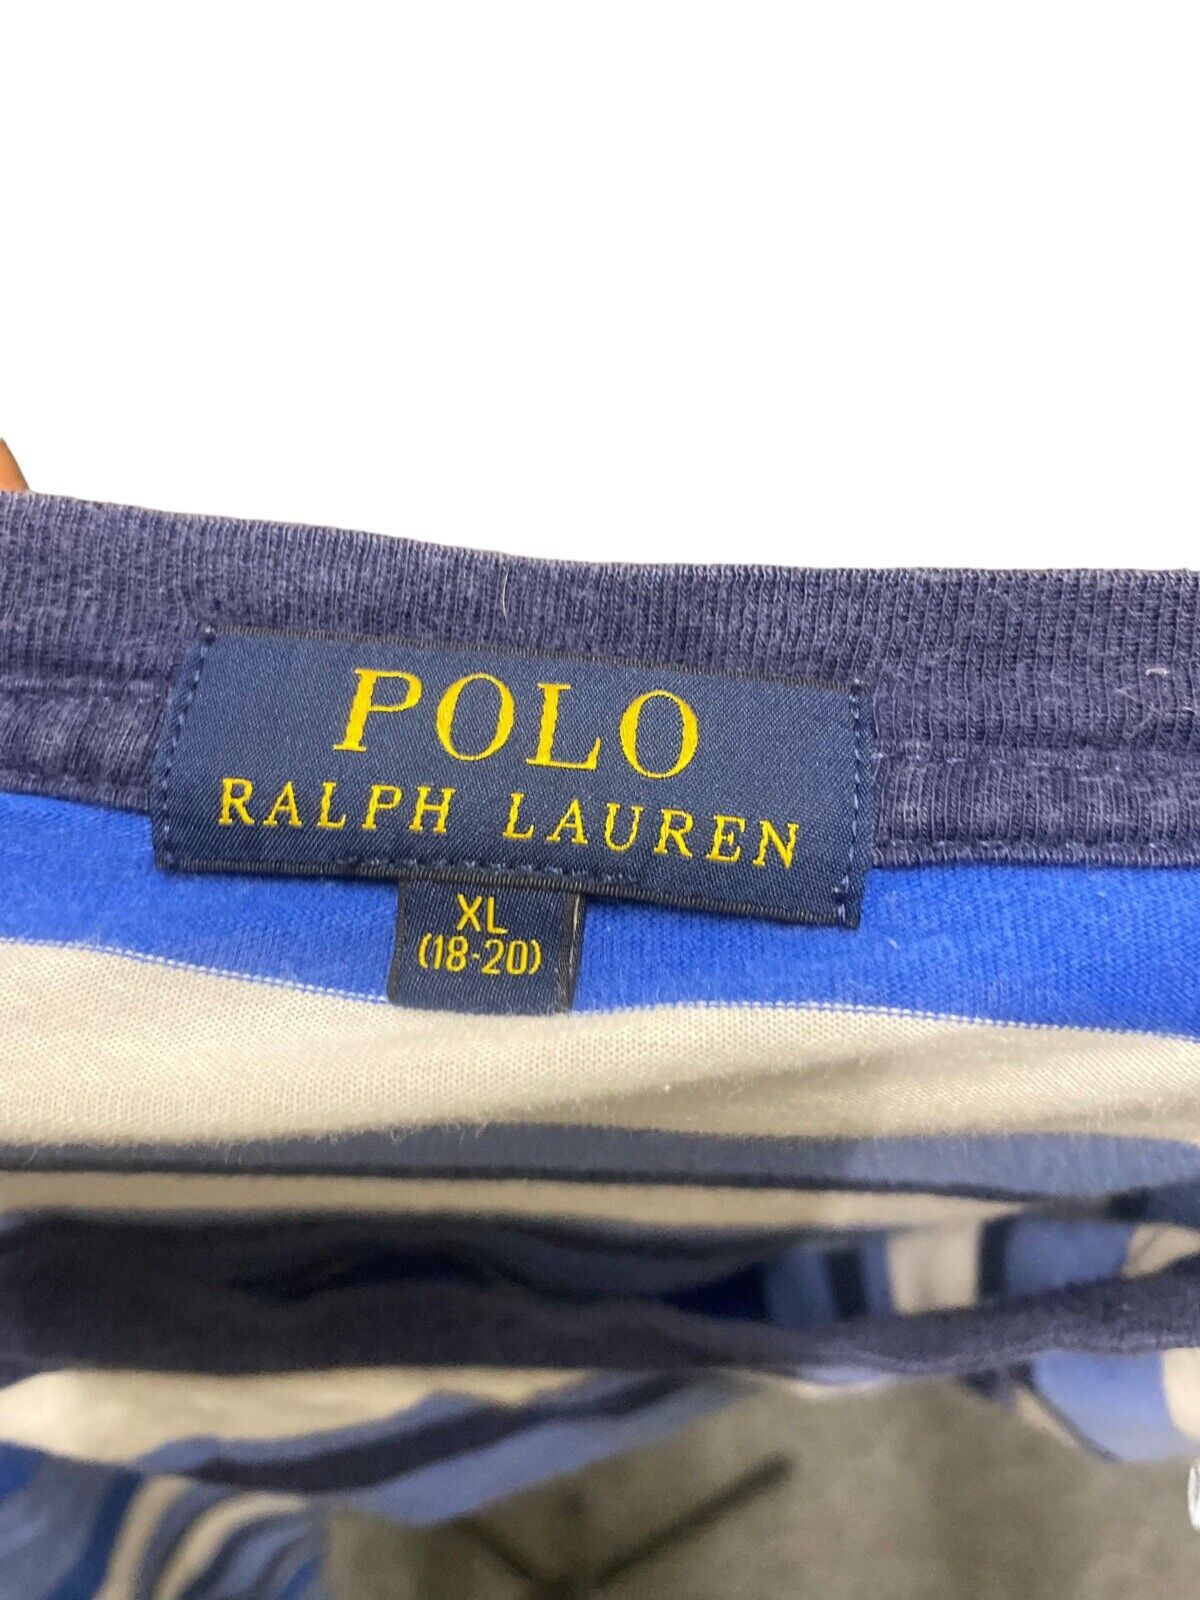 POLO
RALPH LAUREN
XL
(18-20)